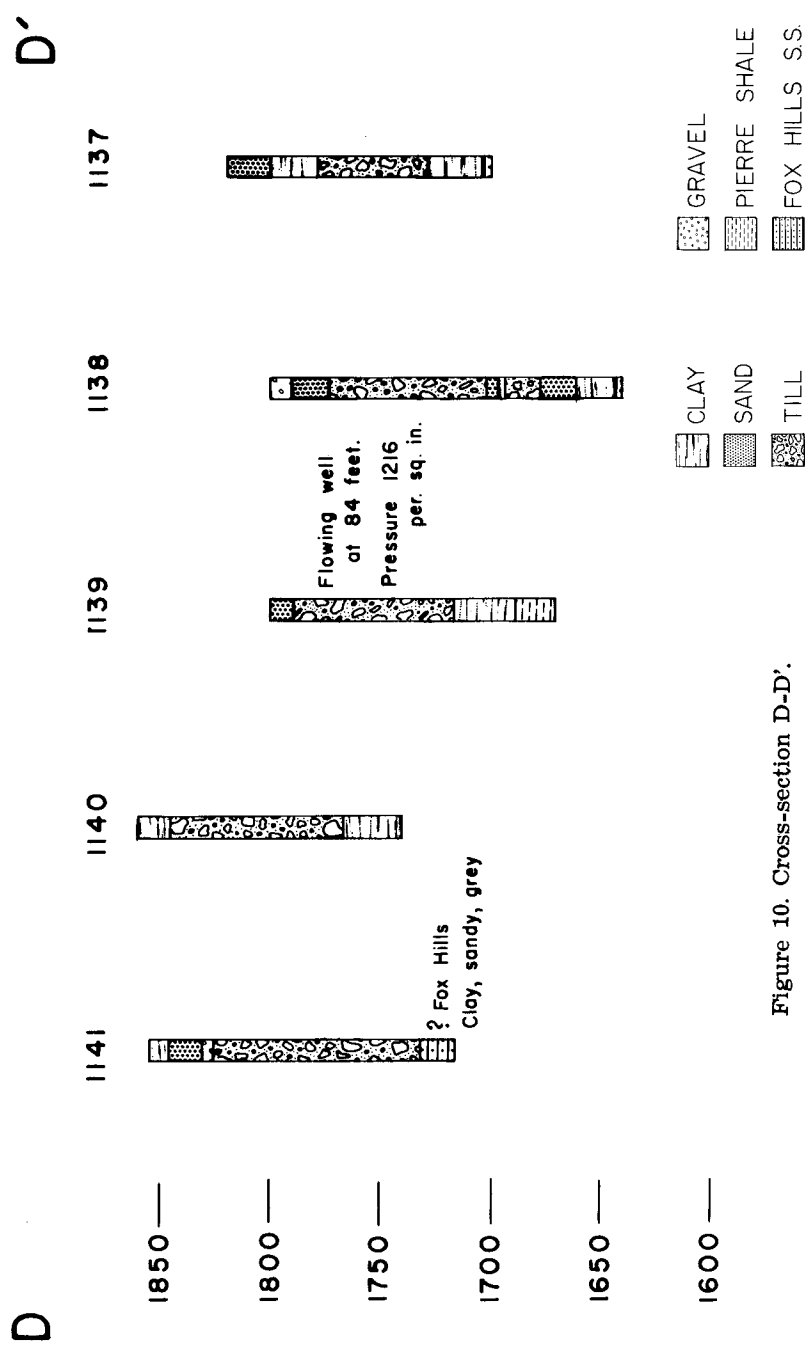 D D′
1141 1140 1139 1138 1137
1850
1800
1750
1700
1650
1600
Flowing well
at 84 feet.
Pressure 1216
per. sq. in.
? Fox Hills
Clay, sandy, grey
CLAY
SAND
TILL
GRAVEL
PIERRE SHALE
FOX HILLS S.S.
Figure 10. Cross-section D-D'.